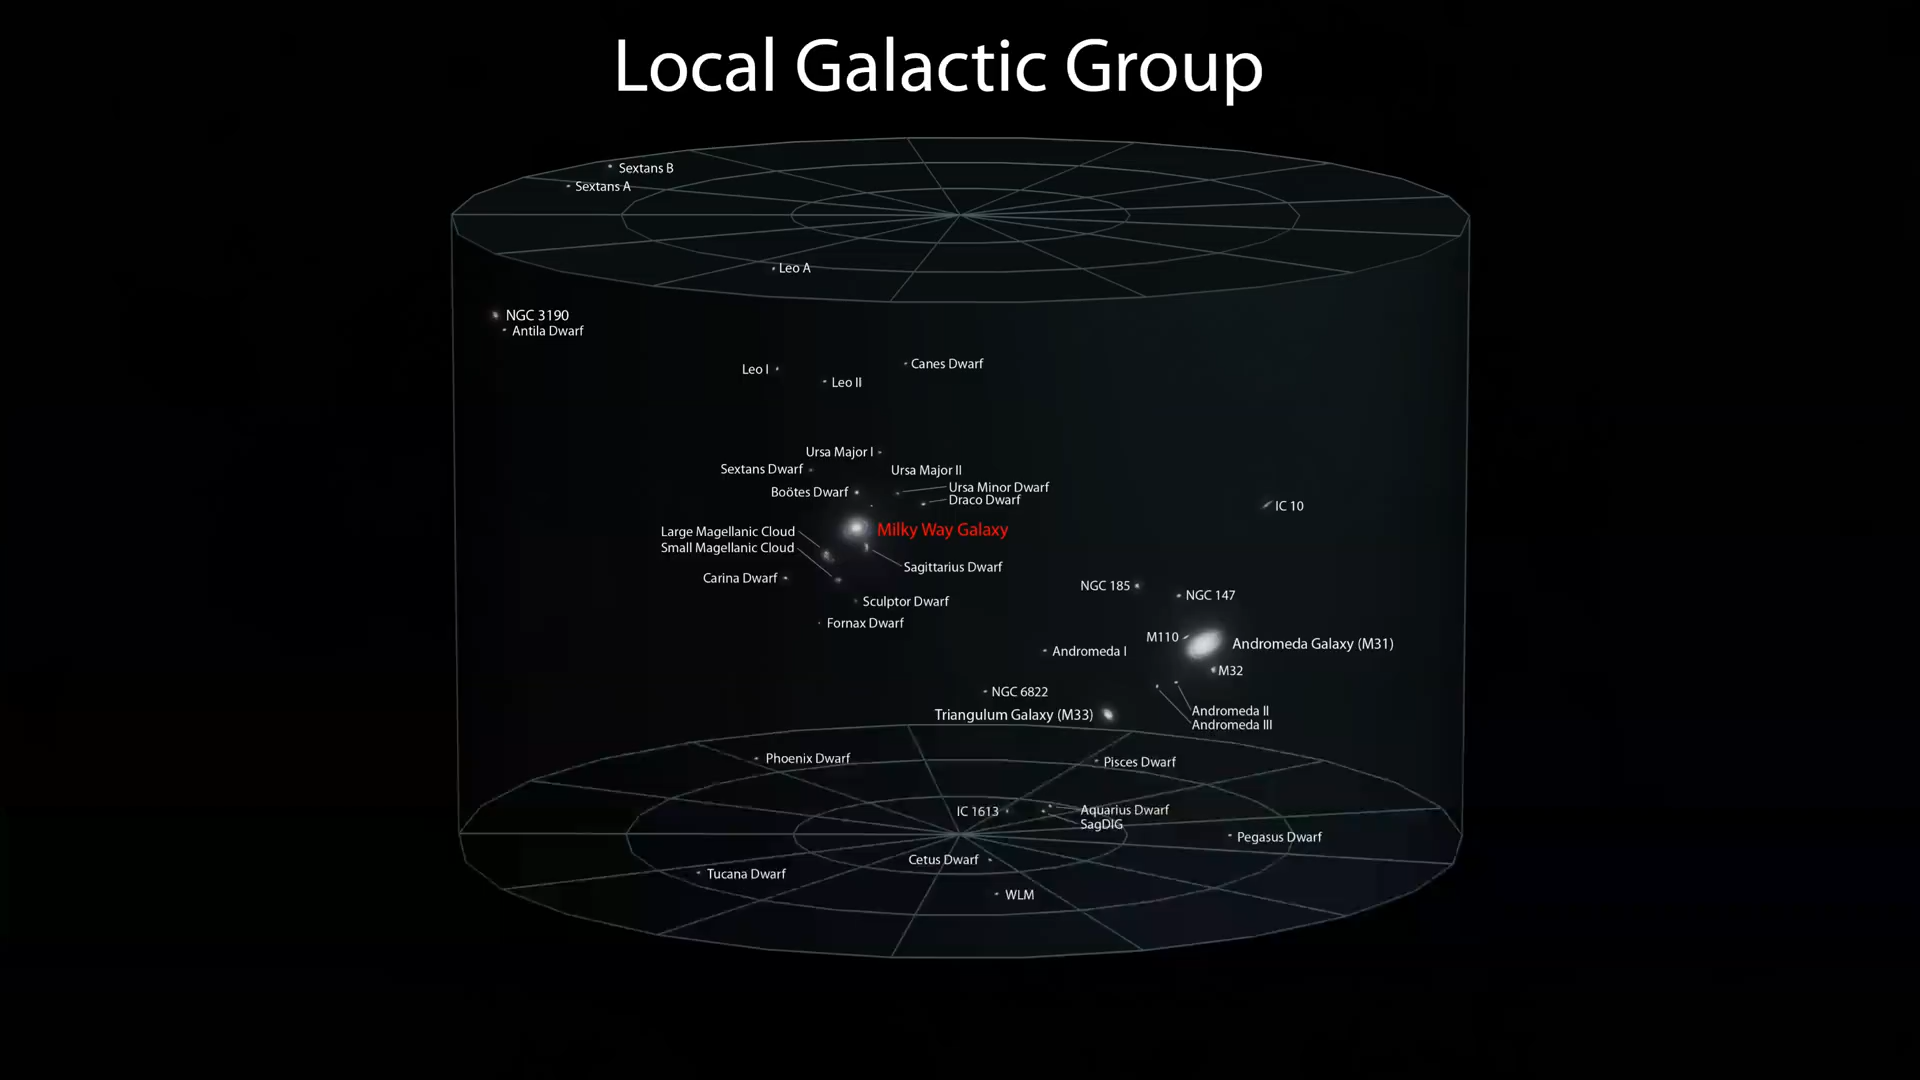 Local Galactic Group
Sextans B
Sextans A
Leo A
NGC 3190
Antila Dwarf
Canes Dwarf
Leo I
Leo II
Ursa Major I
Sextans Dwarf
Ursa Major II
Ursa Minor Dwarf
Boötes Dwarf
Draco Dwarf
IC 10
Milky Way Galaxy
Large Magellanic Cloud
Small Magellanic Cloud
Sagittarius Dwarf
Carina Dwarf
NGC 185
NGC 147
Sculptor Dwarf
Fornax Dwarf
M110
Andromeda Galaxy (M31)
Andromeda I
M32
NGC 6822
Andromeda II
Triangulum Galaxy (M33)
Andromeda III
Phoenix Dwarf
Pisces Dwarf
IC 1613
Aquarius Dwarf
SagDIG
Pegasus Dwarf
Cetus Dwarf
Tucana Dwarf
WLM